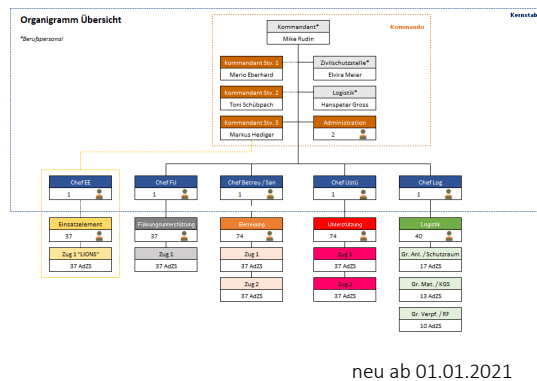 Organigramm Übersicht
*Berufspersonal
Kernstab
Kommando
Kommandant*
Mike Rudin
Kommandant Stv. 1
Mario Eberhard
Zivilschutzstelle*
Elvira Meier
Kommandant Stv. 2
Toni Schübpach
Logistik*
Hanspeter Gross
Kommandant Stv. 3
Markus Hediger
Administration
2
Chef EE
1
Chef FU
1
Chef Betreu / San
1
Chef Ustü
1
Chef Log
1
Einsatzelement
37
Führungsunterstützung
37
Betreuung
74
Unterstützung
74
Logistik
40
Zug 1 "LIONS"
37 AdZS
Zug 1
37 AdZS
Zug 1
37 AdZS
Zug 1
37 AdZS
Gr. Anl. / Schutzraum
17 AdZS
Zug 2
37 AdZS
Zug 2
37 AdZS
Gr. Mat. / KGS
13 AdZS
Gr. Verpf. / RF
10 AdZS
neu ab 01.01.2021